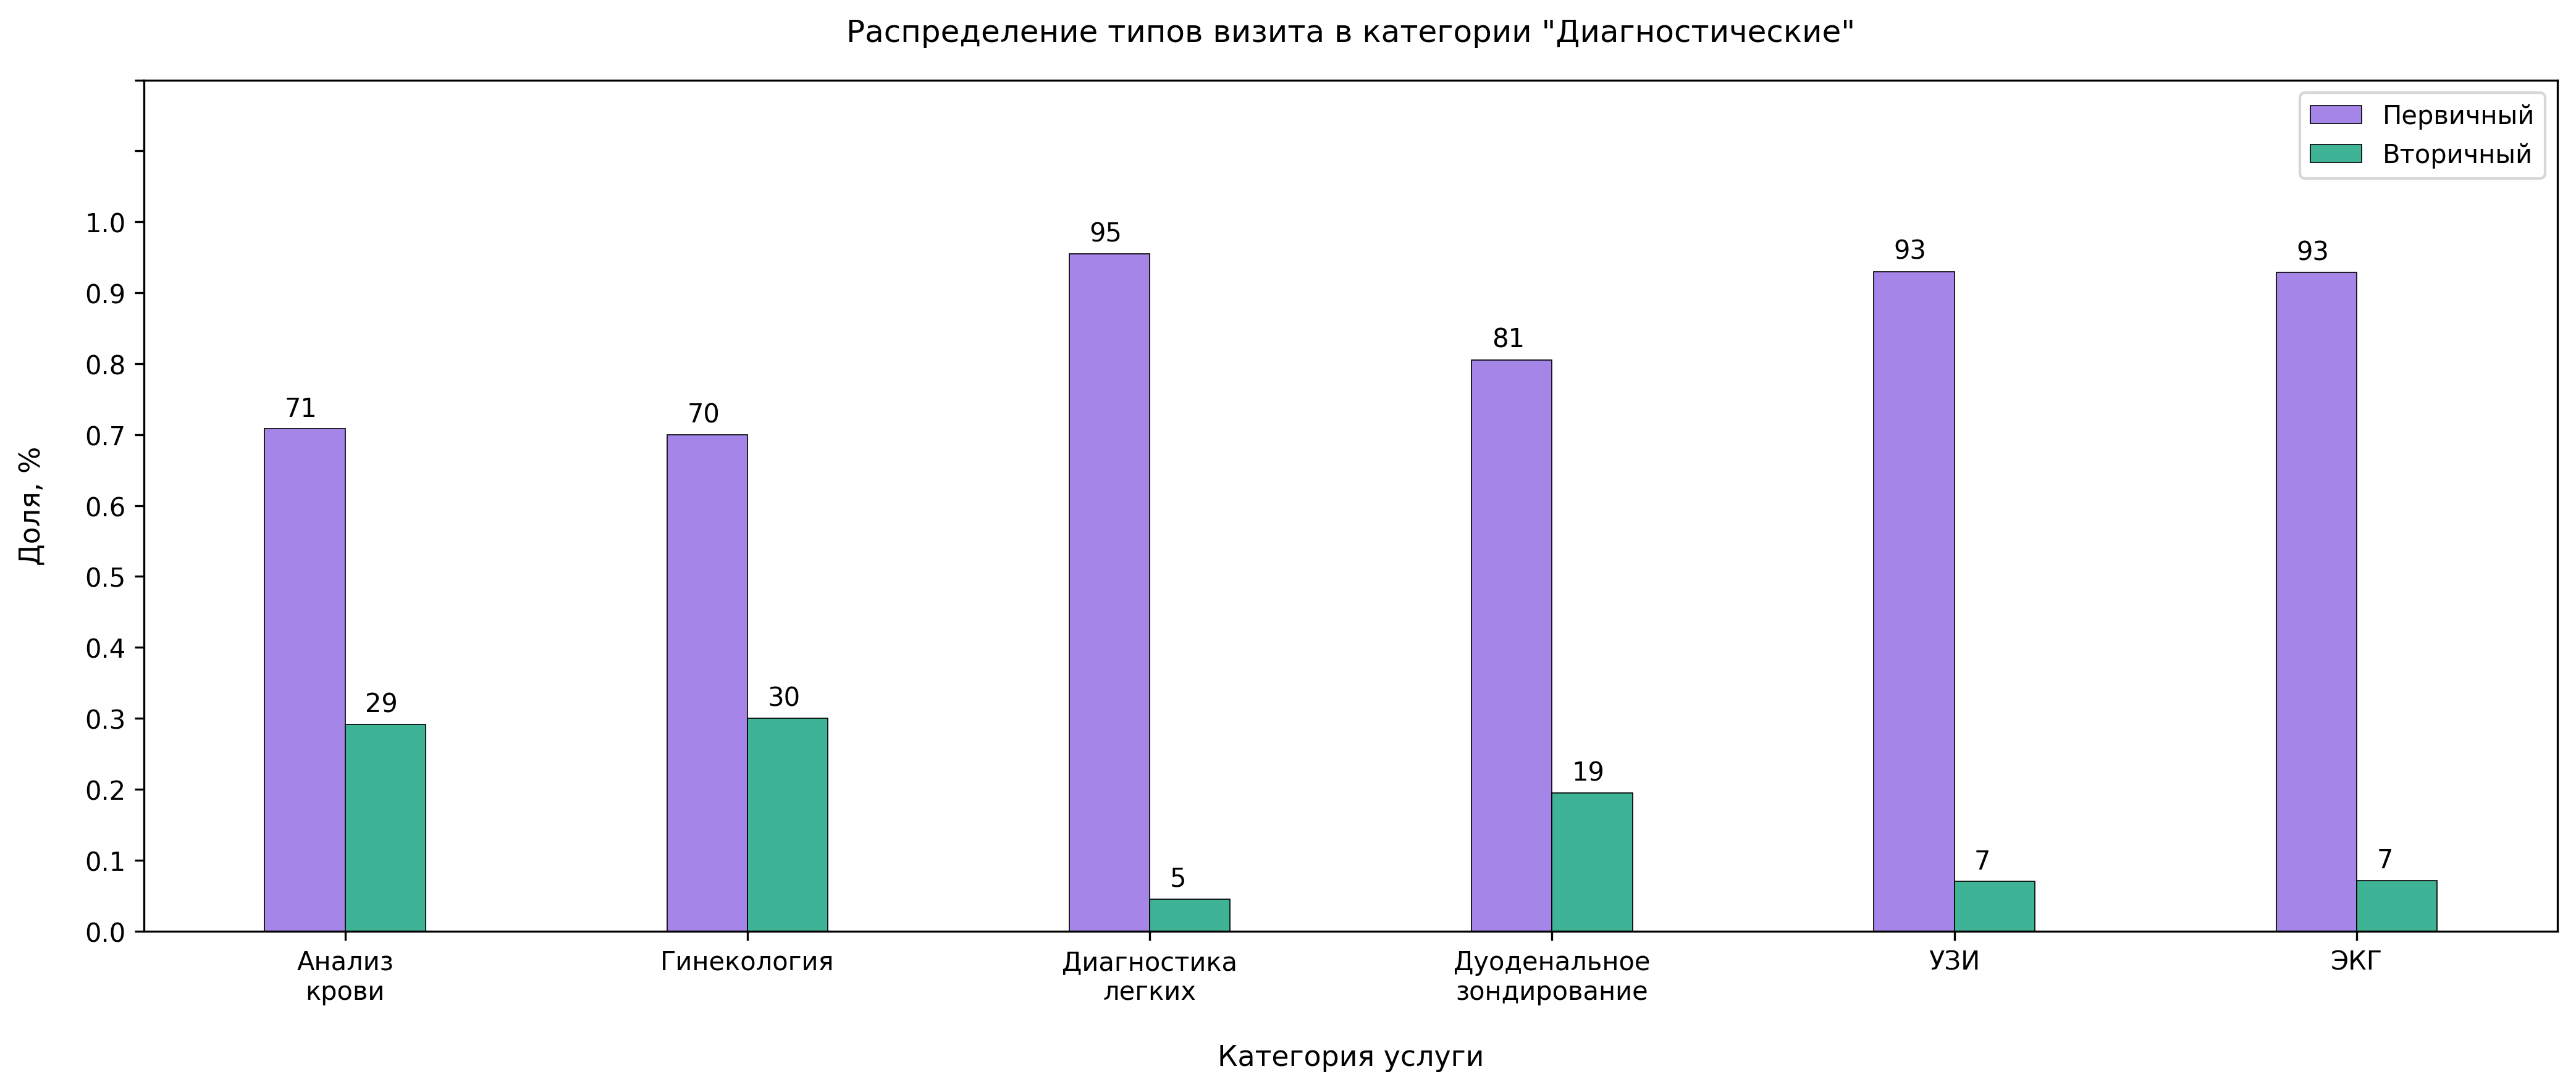 Распределение типов визита в категории "Диагностические"
Первичный
Вторичный
Доля, %
1.0
0.9
0.8
0.7
0.6
0.5
0.4
0.3
0.2
0.1
0.0
71
29
70
30
95
5
81
19
93
7
93
7
Анализ
крови
Гинекология
Диагностика
легких
Дуоденальное
зондирование
УЗИ
ЭКГ
Категория услуги